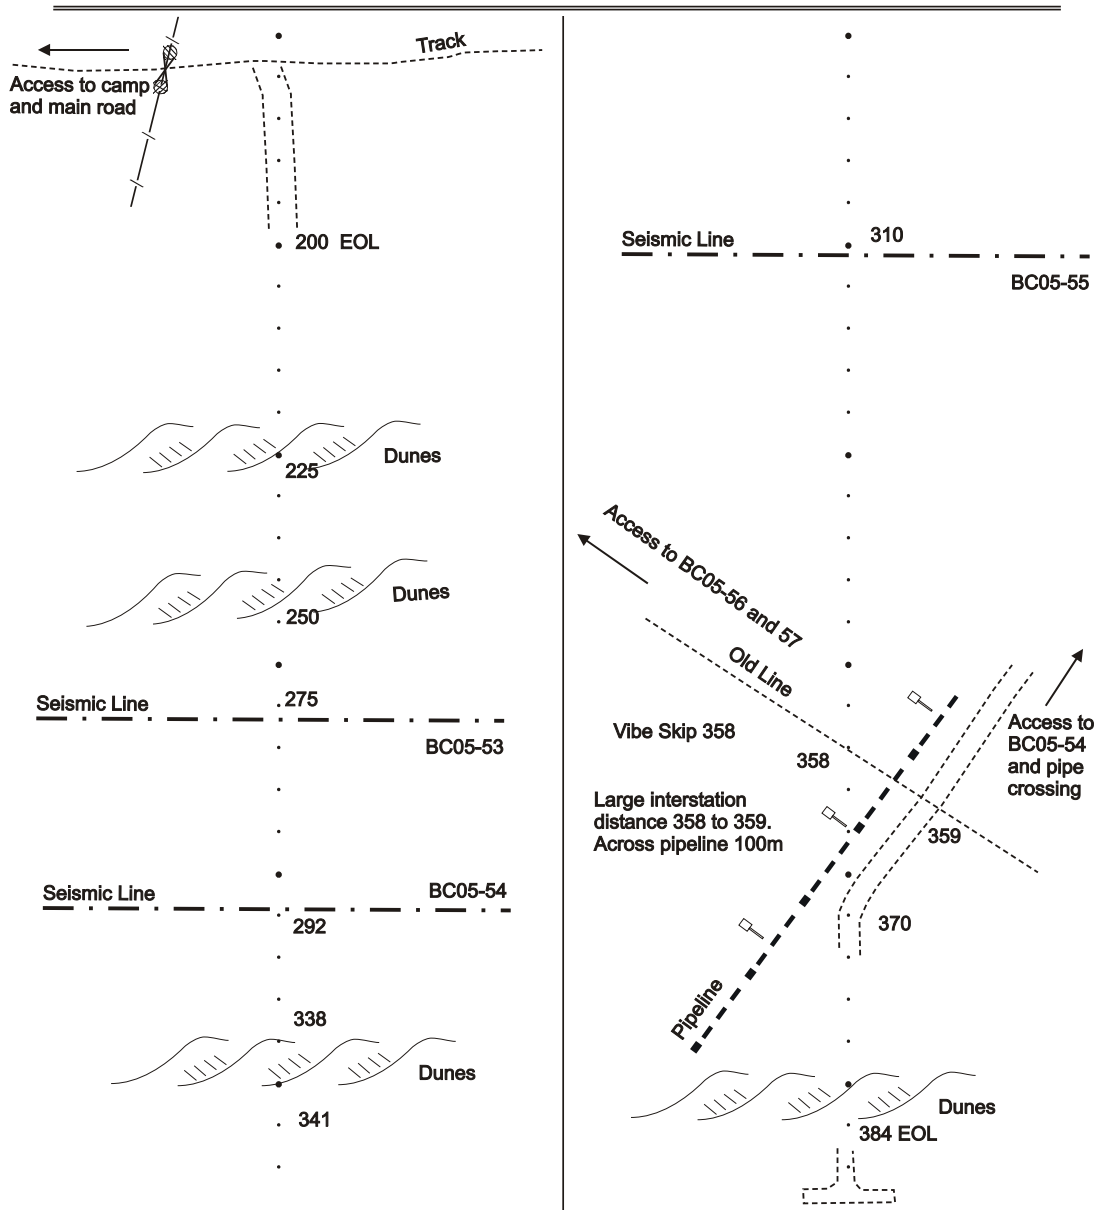 Track
Access to camp
and main road
200 EOL
Dunes
225
Dunes
250
275
Seismic Line
BC05-53
Seismic Line
BC05-54
292
338
Dunes
341
310
Seismic Line
BC05-55
Access to BC05-56 and 57
Old Line
Vibe Skip 358
358
Access to
BC05-54
and pipe
crossing
Large interstation
distance 358 to 359.
Across pipeline 100m
359
370
Pipeline
Dunes
384 EOL